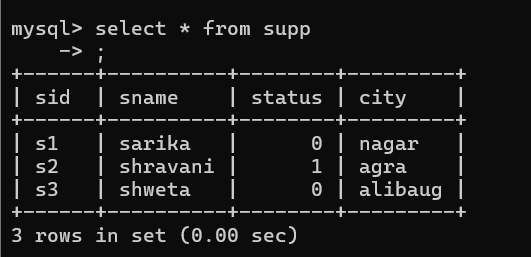 mysql> select * from supp
    -> ;
+------+----------+--------+---------+
| sid  | sname    | status | city    |
+------+----------+--------+---------+
| s1   | sarika   |      0 | nagar   |
| s2   | shravani |      1 | agra    |
| s3   | shweta   |      0 | alibaug |
+------+----------+--------+---------+
3 rows in set (0.00 sec)